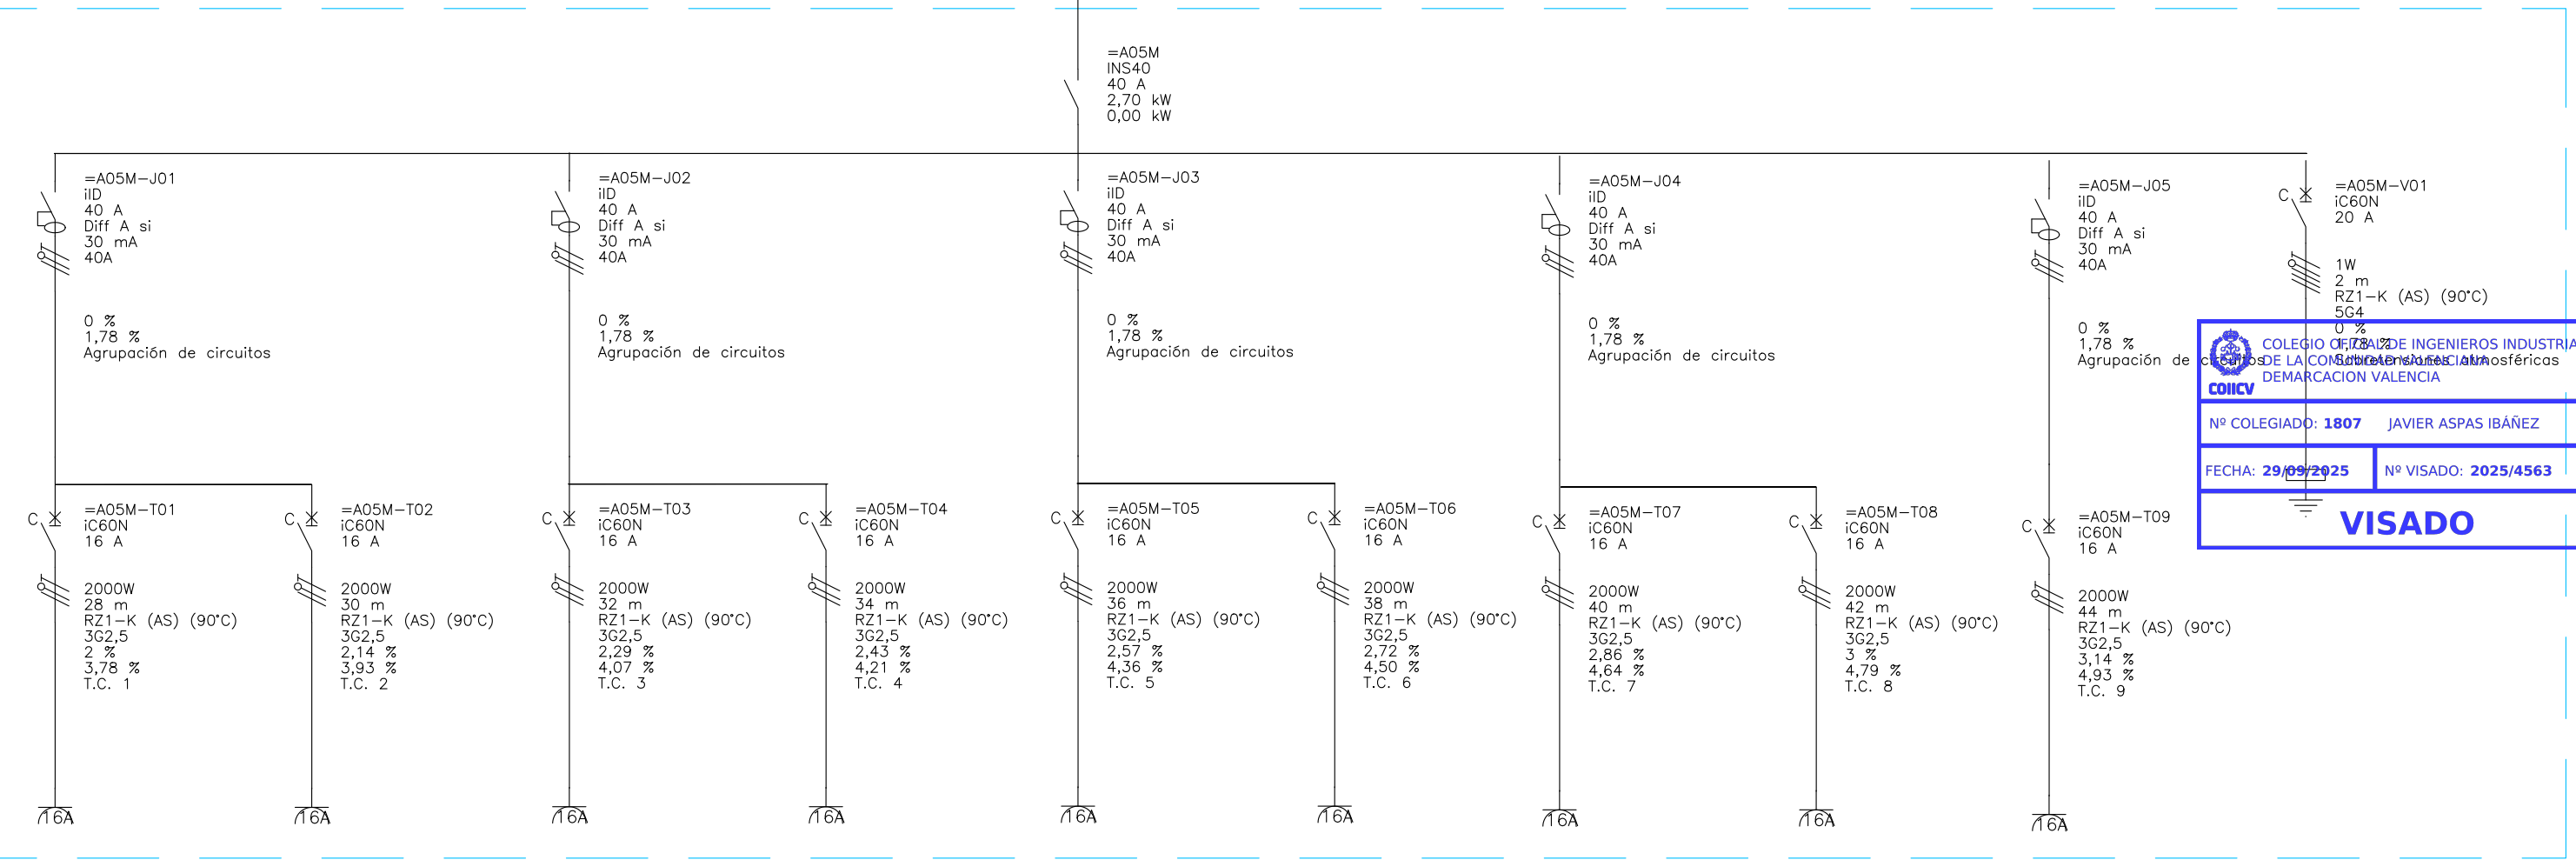 =A05M
INS40
40 A
2,70 kW
0,00 kW
=A05M-J01
iID
40 A
Diff A si
30 mA
40A
0 %
1,78 %
Agrupación de circuitos
=A05M-J02
iID
40 A
Diff A si
30 mA
40A
0 %
1,78 %
Agrupación de circuitos
=A05M-J03
iID
40 A
Diff A si
30 mA
40A
0 %
1,78 %
Agrupación de circuitos
=A05M-J04
iID
40 A
Diff A si
30 mA
40A
0 %
1,78 %
Agrupación de circuitos
=A05M-J05
iID
40 A
Diff A si
30 mA
40A
0 %
1,78 %
Agrupación de circuitos
C
=A05M-V01
iC60N
20 A
1W
2 m
RZ1-K (AS) (90°C)
5G4
0 %
1,78 %
Sobretensiones atmosféricas
COLEGIO OFICIAL DE INGENIEROS INDUSTRIA
DE LA COMUNIDAD VALENCIANA
DEMARCACION VALENCIA
COIICV
Nº COLEGIADO: 1807 JAVIER ASPAS IBÁÑEZ
FECHA: 29/09/2025 Nº VISADO: 2025/4563
VISADO
C
=A05M-T01
iC60N
16 A
2000W
28 m
RZ1-K (AS) (90°C)
3G2,5
2 %
3,78 %
T.C. 1
16A
C
=A05M-T02
iC60N
16 A
2000W
30 m
RZ1-K (AS) (90°C)
3G2,5
2,14 %
3,93 %
T.C. 2
16A
C
=A05M-T03
iC60N
16 A
2000W
32 m
RZ1-K (AS) (90°C)
3G2,5
2,29 %
4,07 %
T.C. 3
16A
C
=A05M-T04
iC60N
16 A
2000W
34 m
RZ1-K (AS) (90°C)
3G2,5
2,43 %
4,21 %
T.C. 4
16A
C
=A05M-T05
iC60N
16 A
2000W
36 m
RZ1-K (AS) (90°C)
3G2,5
2,57 %
4,36 %
T.C. 5
16A
C
=A05M-T06
iC60N
16 A
2000W
38 m
RZ1-K (AS) (90°C)
3G2,5
2,72 %
4,50 %
T.C. 6
16A
C
=A05M-T07
iC60N
16 A
2000W
40 m
RZ1-K (AS) (90°C)
3G2,5
2,86 %
4,64 %
T.C. 7
16A
C
=A05M-T08
iC60N
16 A
2000W
42 m
RZ1-K (AS) (90°C)
3G2,5
3 %
4,79 %
T.C. 8
16A
C
=A05M-T09
iC60N
16 A
2000W
44 m
RZ1-K (AS) (90°C)
3G2,5
3,14 %
4,93 %
T.C. 9
16A